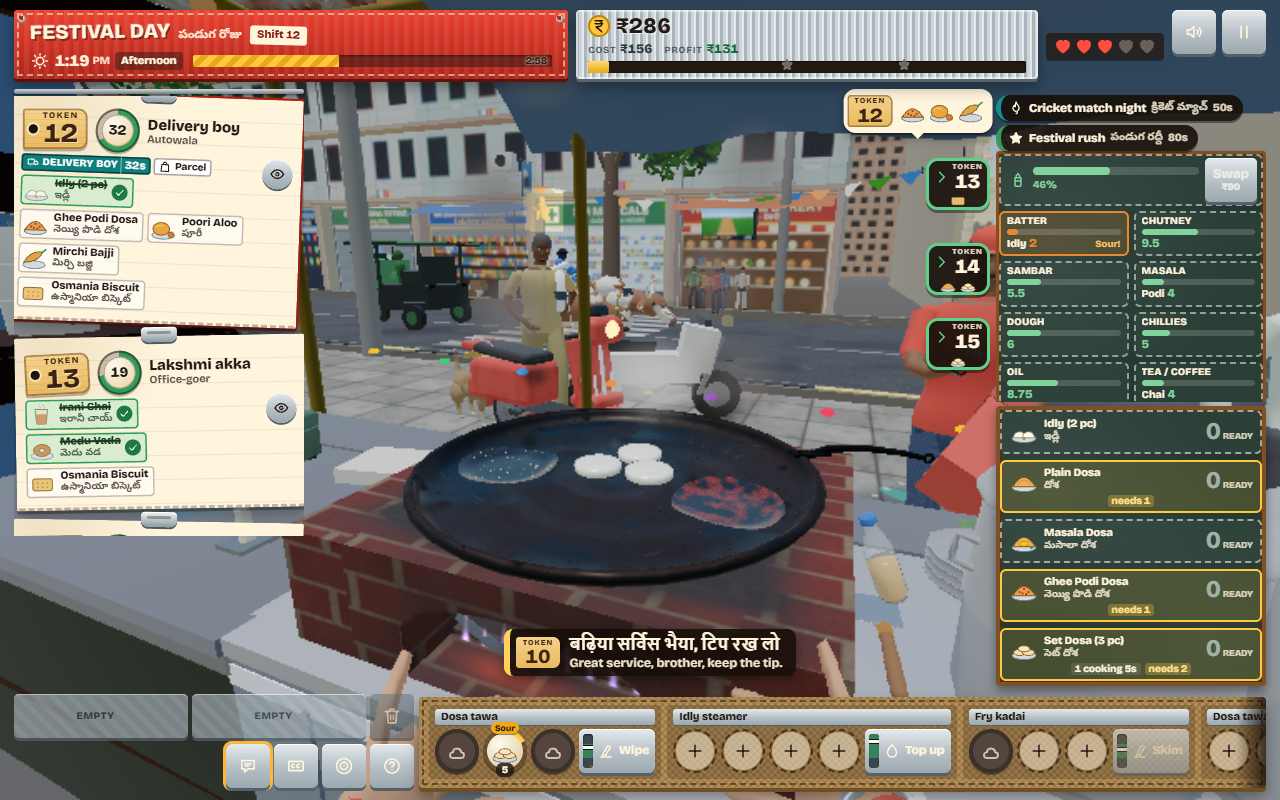 FESTIVAL DAY పండుగ రోజు Shift 12
1:19 PM Afternoon 2:58
₹ ₹286
COST ₹156 PROFIT ₹131
TOKEN 12
32
Delivery boy
Autowala
DELIVERY BOY 32s Parcel
Idly (2 pc)
ఇడ్లీ
Ghee Podi Dosa
నెయ్యి పొడి దోశ
Poori Aloo
పూరీ
Mirchi Bajji
మిర్చి బజ్జీ
Osmania Biscuit
ఉస్మానియా బిస్కెట్
TOKEN 13
19
Lakshmi akka
Office-goer
Irani Chai
ఇరానీ చాయ్
Medu Vada
మెదు వడ
Osmania Biscuit
ఉస్మానియా బిస్కెట్
TOKEN 12
TOKEN 13
TOKEN 14
TOKEN 15
Cricket match night క్రికెట్ మ్యాచ్ 50s
Festival rush పండుగ రద్దీ 80s
46%
Swap ₹90
BATTER
Idly 2 Sour!
CHUTNEY
9.5
SAMBAR
5.5
MASALA
Podi 4
DOUGH
6
CHILLIES
5
OIL
8.75
TEA / COFFEE
Chai 4
Idly (2 pc)
ఇడ్లీ
0 READY
Plain Dosa
దోశ
0 READY
needs 1
Masala Dosa
మసాలా దోశ
0 READY
Ghee Podi Dosa
నెయ్యి పొడి దోశ
0 READY
needs 1
Set Dosa (3 pc)
సెట్ దోశ
0 READY
1 cooking 5s needs 2
TOKEN 10
बढ़िया सर्विस भैया, टिप रख लो
Great service, brother, keep the tip.
EMPTY
EMPTY
Dosa tawa
Sour
5
Wipe
Idly steamer
Top up
Fry kadai
Skim
Dosa taw